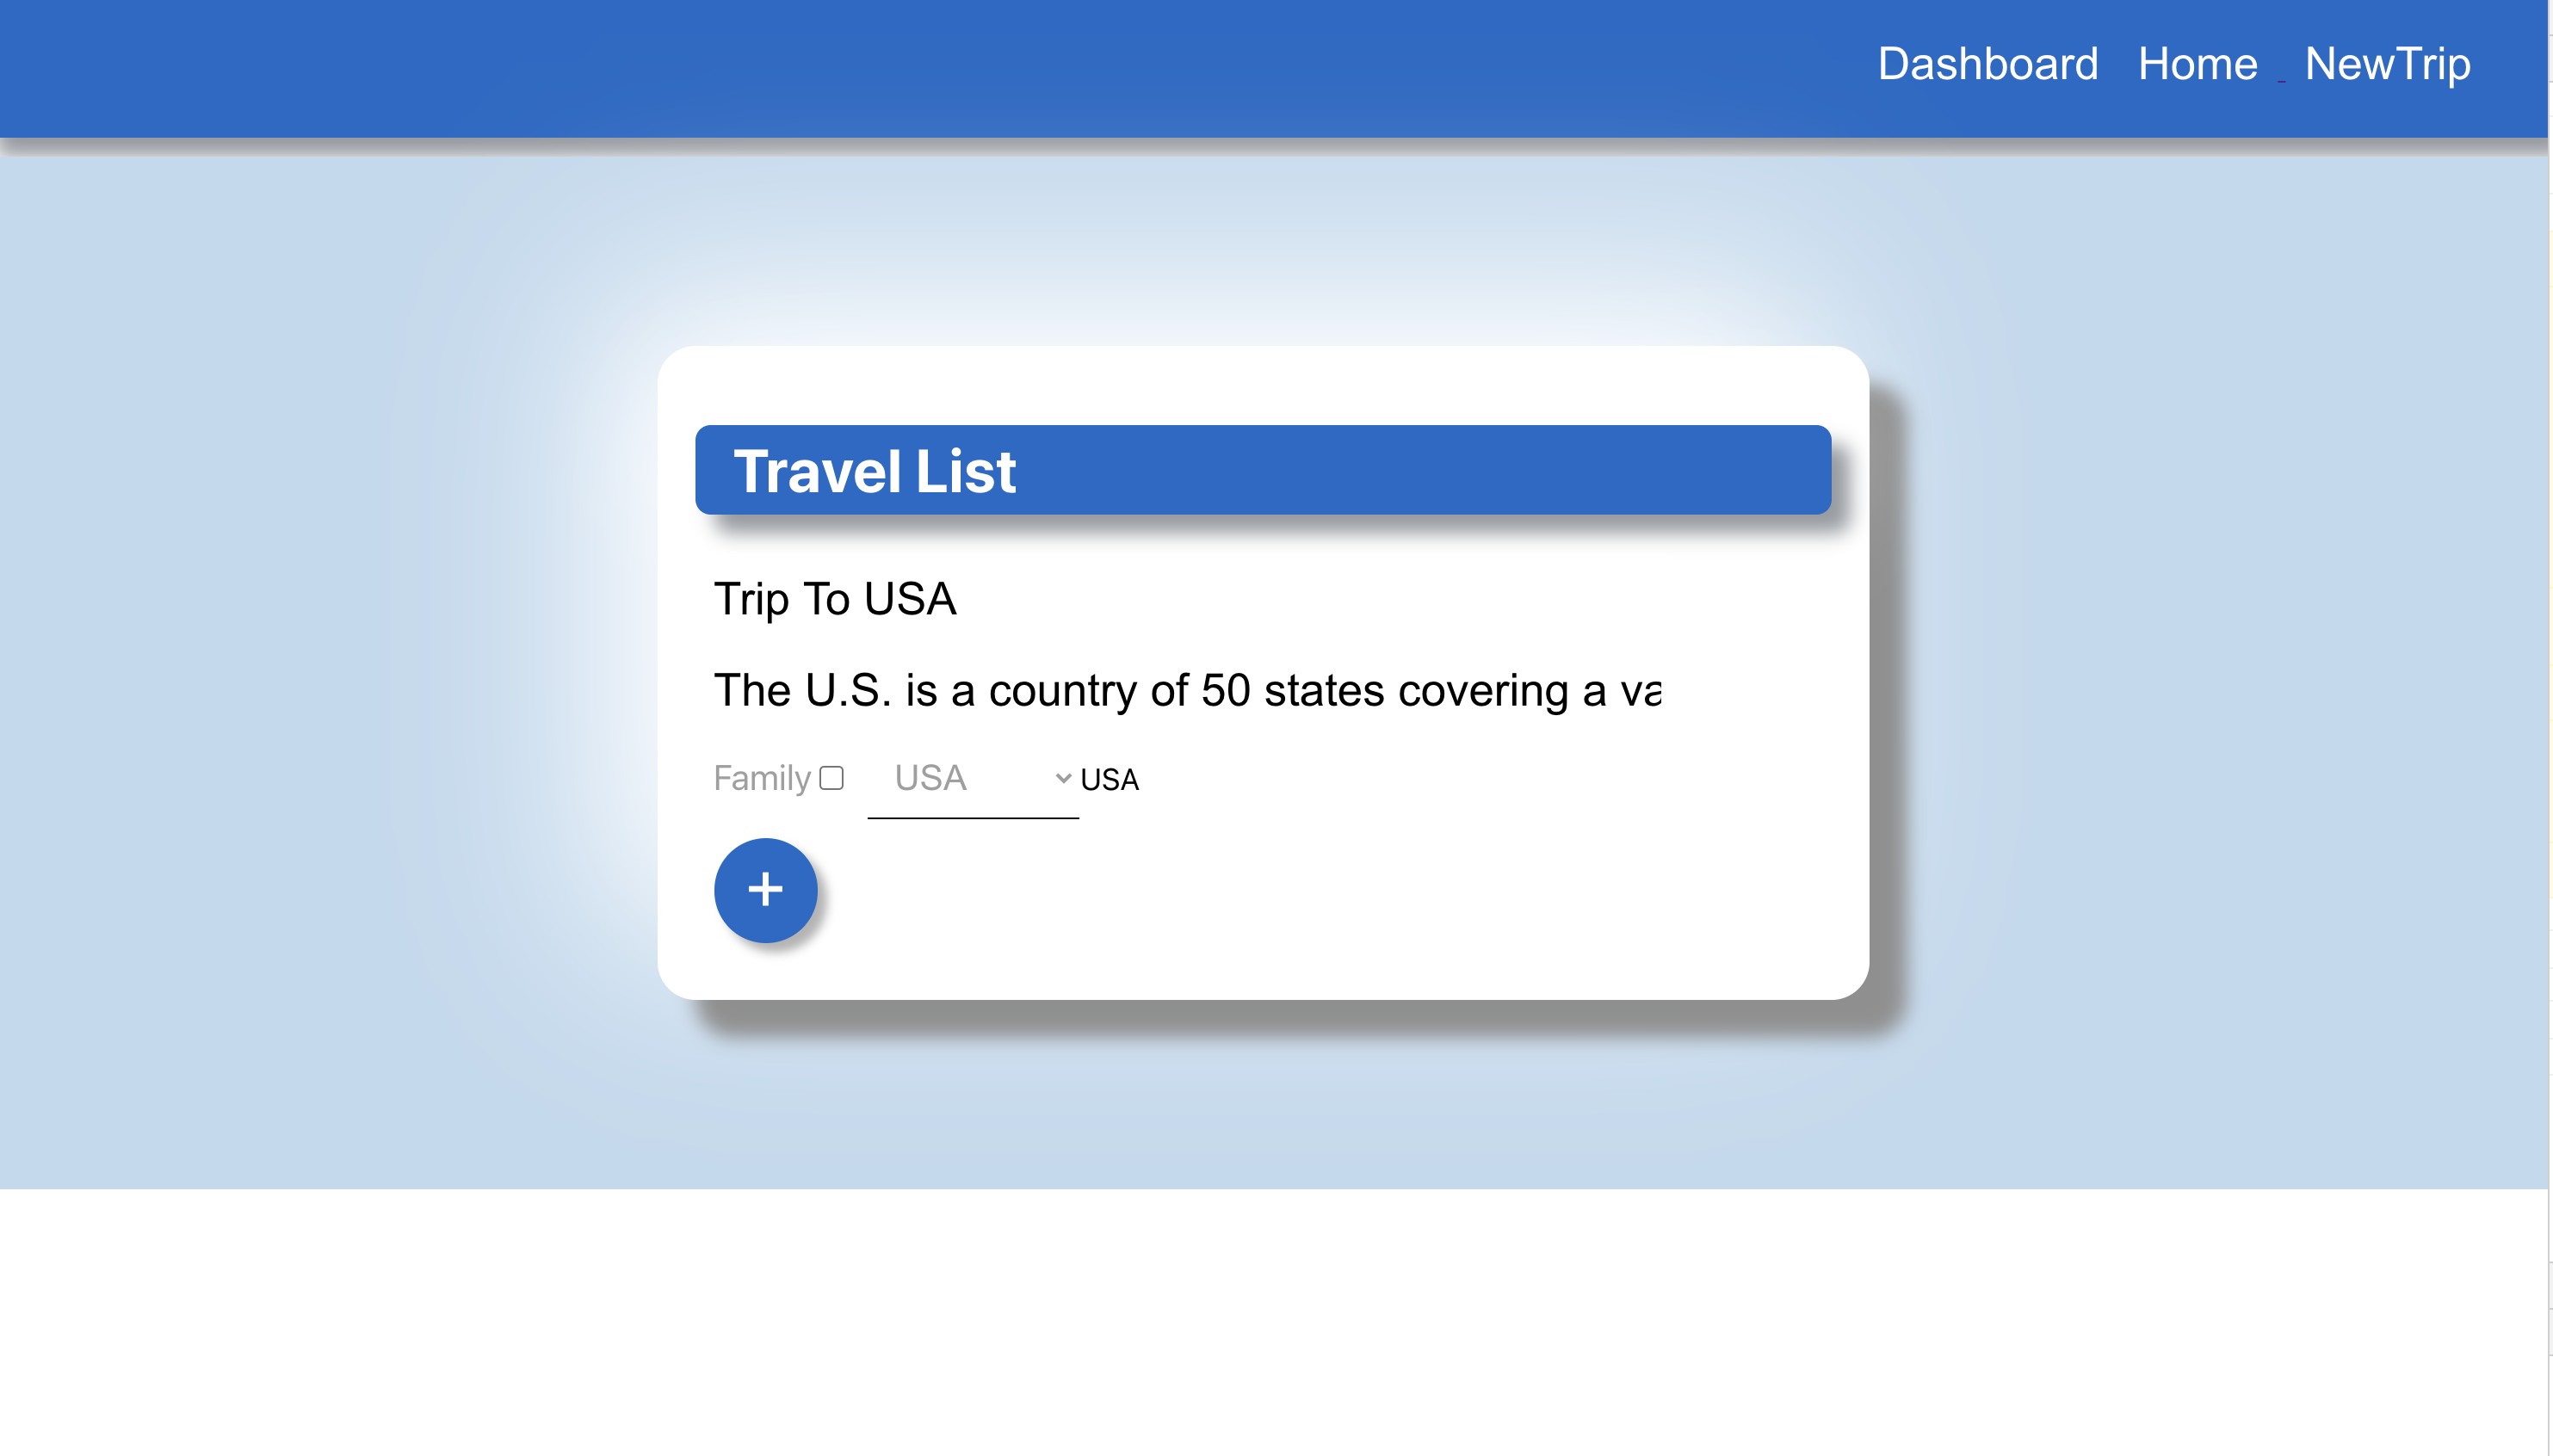 Dashboard Home NewTrip
Travel List
Trip To USA
The U.S. is a country of 50 states covering a va
Family USA USA
+